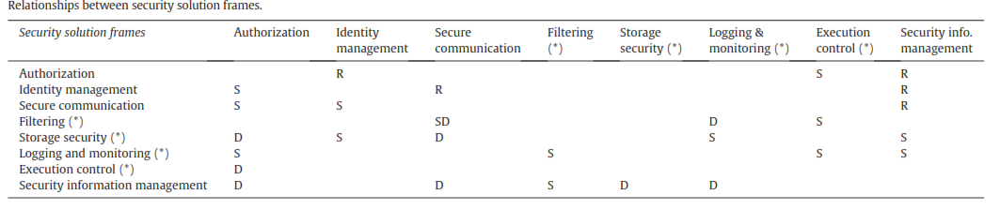 Relationships between security solution frames.
Security solution frames Authorization Identity management Secure communication Filtering (*) Storage security (*) Logging & monitoring (*) Execution control (*) Security info. management
Authorization R S R
Identity management S R R
Secure communication S S R
Filtering (*) SD D S
Storage security (*) D S D S S
Logging and monitoring (*) S S S S
Execution control (*) D
Security information management D D S D D